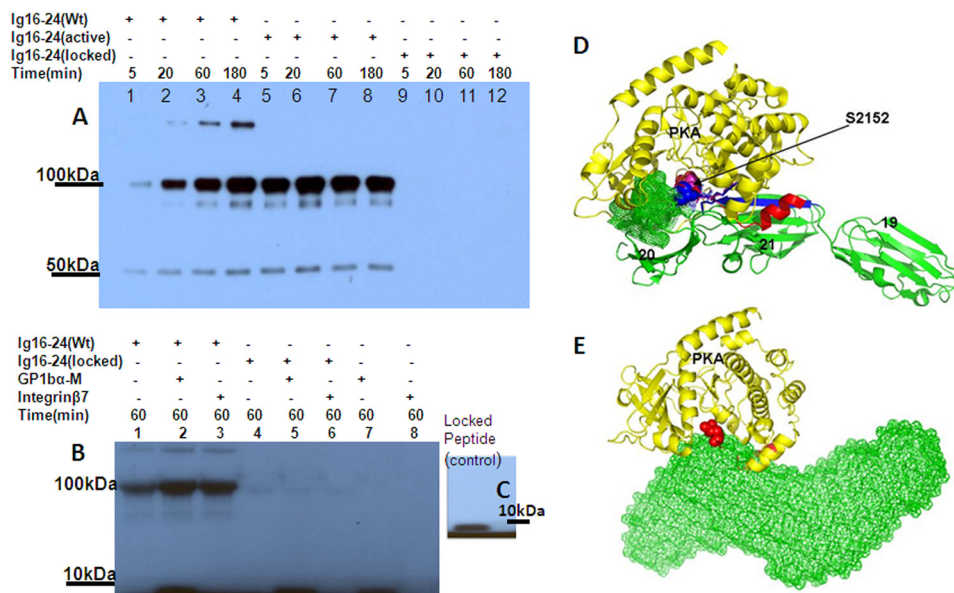 Ig16-24(Wt) + + + + - - - - - - - -
Ig16-24(active) - - - - + + + + - - - -
Ig16-24(locked) - - - - - - - - + + + +
Time(min) 5 20 60 180 5 20 60 180 5 20 60 180
1 2 3 4 5 6 7 8 9 10 11 12
A
100kDa
50kDa
Ig16-24(Wt) + + + - - - - -
Ig16-24(locked) - - - + + + - -
GP1bα-M - + - - + - + -
Integrinβ7 - - + - - + - +
Time(min) 60 60 60 60 60 60 60 60
1 2 3 4 5 6 7 8
B
100kDa
10kDa
Locked
Peptide
(control)
C
10kDa
D
PKA
S2152
20
21
19
E
PKA